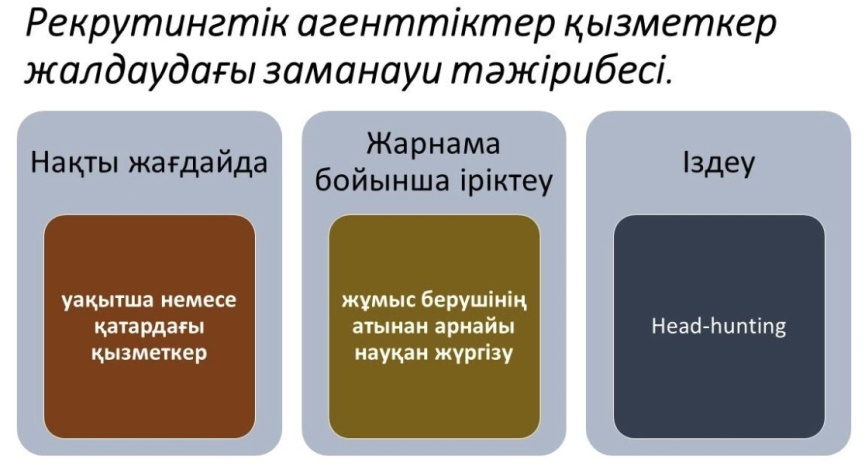 Рекрутингтік агенттіктер қызметкер
жалдаудағы заманауи тәжірибесі.
Нақты жағдайда
уақытша немесе
қатардағы
қызметкер
Жарнама
бойынша іріктеу
жұмыс берушінің
атынан арнайы
науқан жүргізу
Іздеу
Head-hunting